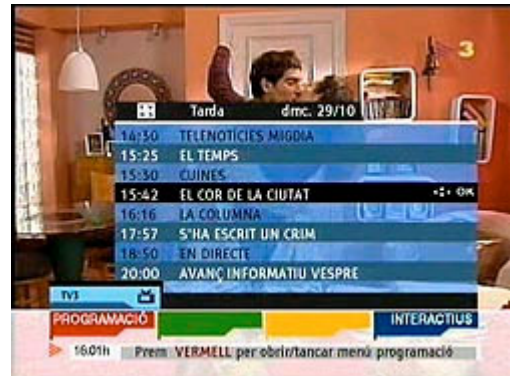 3
Tarda dmc. 29/10
14:30 TELENOTÍCIES MIGDIA
15:25 EL TEMPS
15:30 CUINES
15:42 EL COR DE LA CIUTAT OK
16:16 LA COLUMNA
17:57 S'HA ESCRIT UN CRIM
18:50 EN DIRECTE
20:00 AVANÇ INFORMATIU VESPRE
TV3
PROGRAMACIÓ INTERACTIUS
16:01h Prem VERMELL per obrir/tancar menú programació